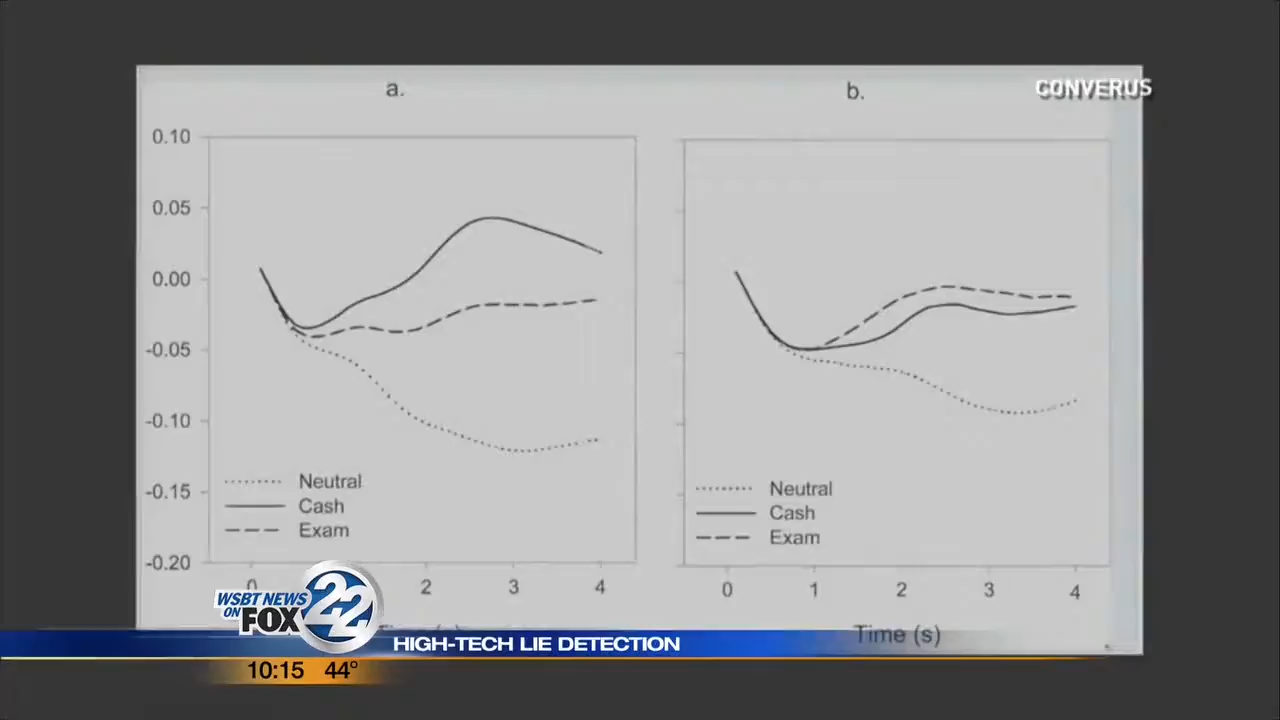 a.
b.
CONVERUS
0.10
0.05
0.00
-0.05
-0.10
-0.15
-0.20
Neutral
Cash
Exam
Neutral
Cash
Exam
0
2
3
4
0
1
2
3
4
Time (s)
WSBT NEWS
ON
FOX
22
HIGH-TECH LIE DETECTION
10:15 44°